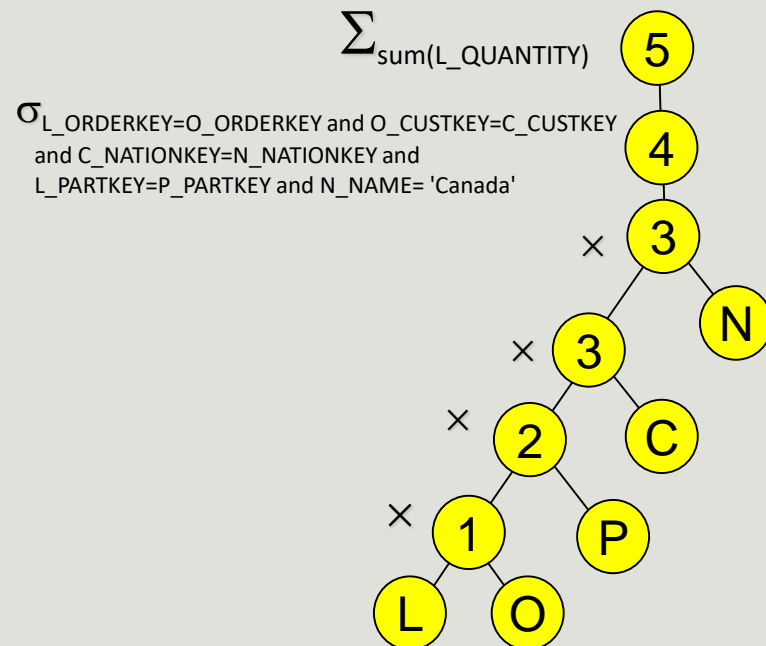 ∑sum(L_QUANTITY)
5
σL_ORDERKEY=O_ORDERKEY and O_CUSTKEY=C_CUSTKEY
and C_NATIONKEY=N_NATIONKEY and
L_PARTKEY=P_PARTKEY and N_NAME= 'Canada'
4
× 3
N
× 3
C
× 2
P
× 1
L O